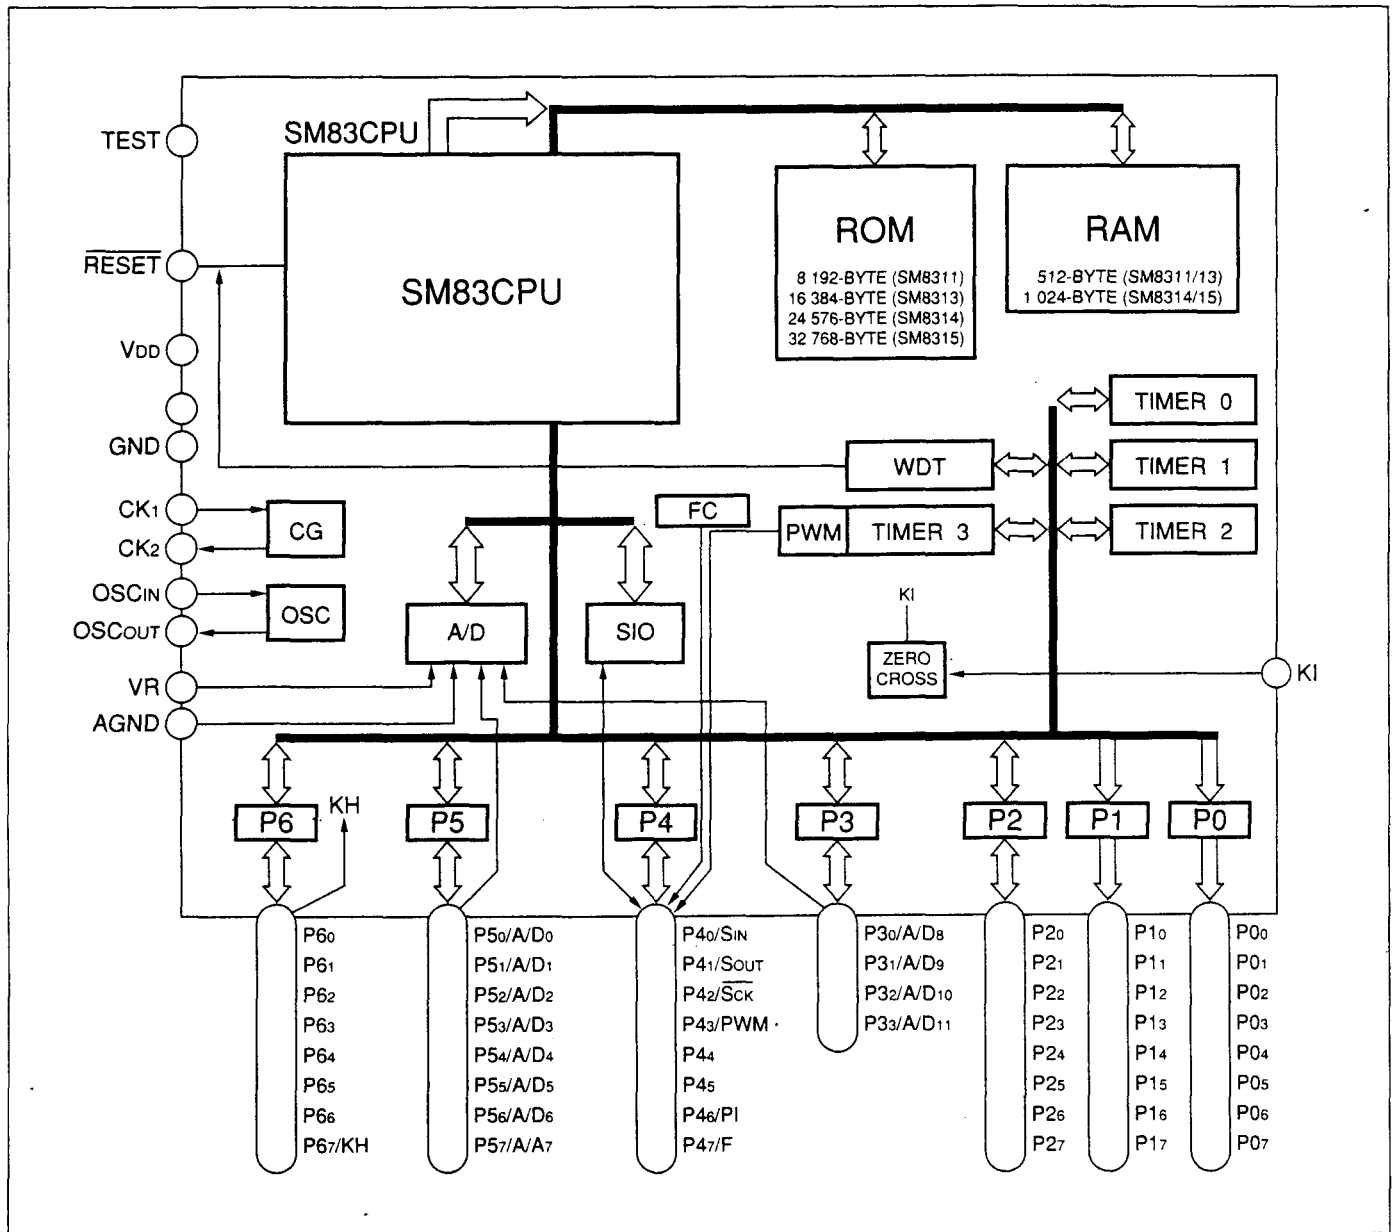 TEST
RESET
VDD
GND
CK1
CK2
OSCIN
OSCOUT
VR
AGND
SM83CPU
SM83CPU
ROM
8 192-BYTE (SM8311)
16 384-BYTE (SM8313)
24 576-BYTE (SM8314)
32 768-BYTE (SM8315)
RAM
512-BYTE (SM8311/13)
1 024-BYTE (SM8314/15)
TIMER 0
WDT
TIMER 1
FC
PWM
TIMER 3
TIMER 2
CG
OSC
A/D
SIO
KI
ZERO
CROSS
KI
KH
P6
P5
P4
P3
P2
P1
P0
P60
P61
P62
P63
P64
P65
P66
P67/KH
P50/A/D0
P51/A/D1
P52/A/D2
P53/A/D3
P54/A/D4
P55/A/D5
P56/A/D6
P57/A/A7
P40/SIN
P41/SOUT
P42/SCK
P43/PWM
P44
P45
P46/PI
P47/F
P30/A/D8
P31/A/D9
P32/A/D10
P33/A/D11
P20
P21
P22
P23
P24
P25
P26
P27
P10
P11
P12
P13
P14
P15
P16
P17
P00
P01
P02
P03
P04
P05
P06
P07